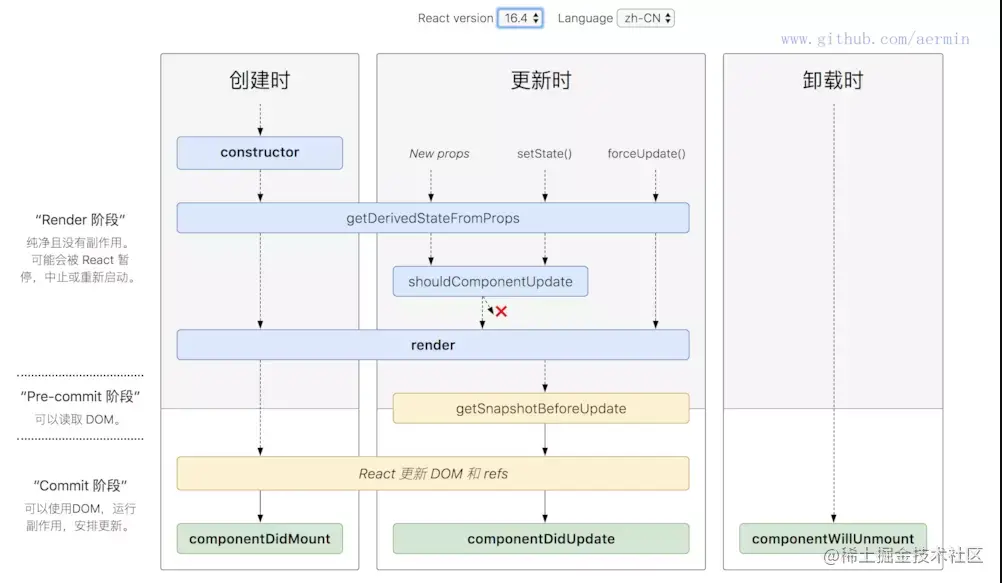 React version 16.4 Language zh-CN
www.github.com/aermin
创建时
更新时
卸载时
constructor
New props
setState()
forceUpdate()
“Render 阶段”
纯净且没有副作用。
可能会被 React 暂
停，中止或重新启动。
getDerivedStateFromProps
shouldComponentUpdate
render
“Pre-commit 阶段”
可以读取 DOM。
getSnapshotBeforeUpdate
“Commit 阶段”
可以使用DOM，运行
副作用，安排更新。
React 更新 DOM 和 refs
componentDidMount
componentDidUpdate
componentWillUnmount
@稀土掘金技术社区